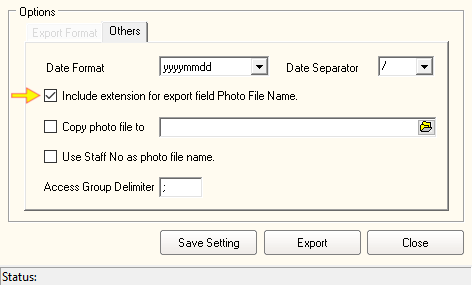 Options
Export Format Others
Date Format yyyymmdd Date Separator /
Include extension for export field Photo File Name.
Copy photo file to
Use Staff No as photo file name.
Access Group Delimiter ;
Save Setting Export Close
Status: